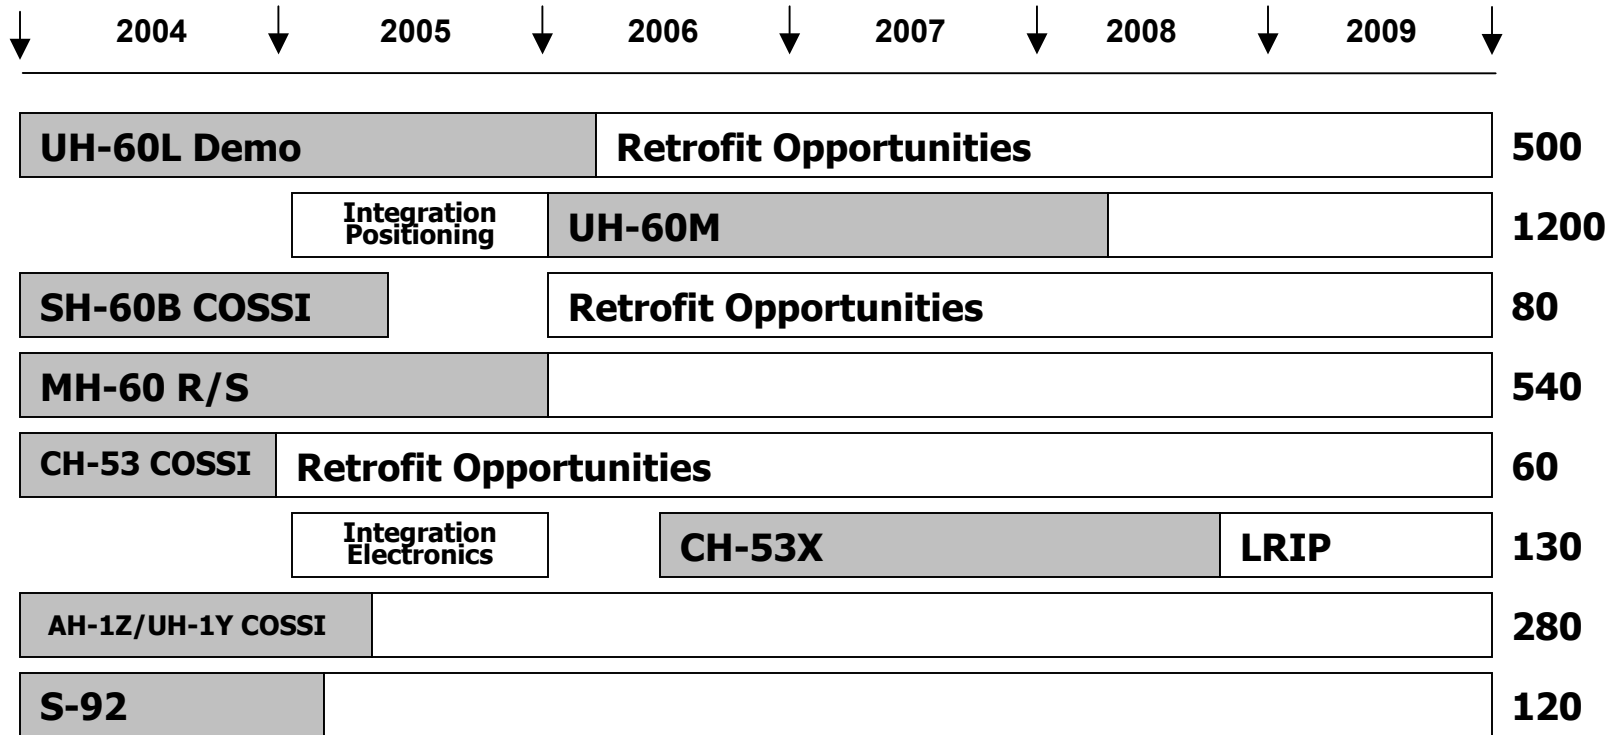 2004 2005 2006 2007 2008 2009
UH-60L Demo Retrofit Opportunities 500
Integration
Positioning UH-60M 1200
SH-60B COSSI Retrofit Opportunities 80
MH-60 R/S 540
CH-53 COSSI Retrofit Opportunities 60
Integration
Electronics CH-53X LRIP 130
AH-1Z/UH-1Y COSSI 280
S-92 120